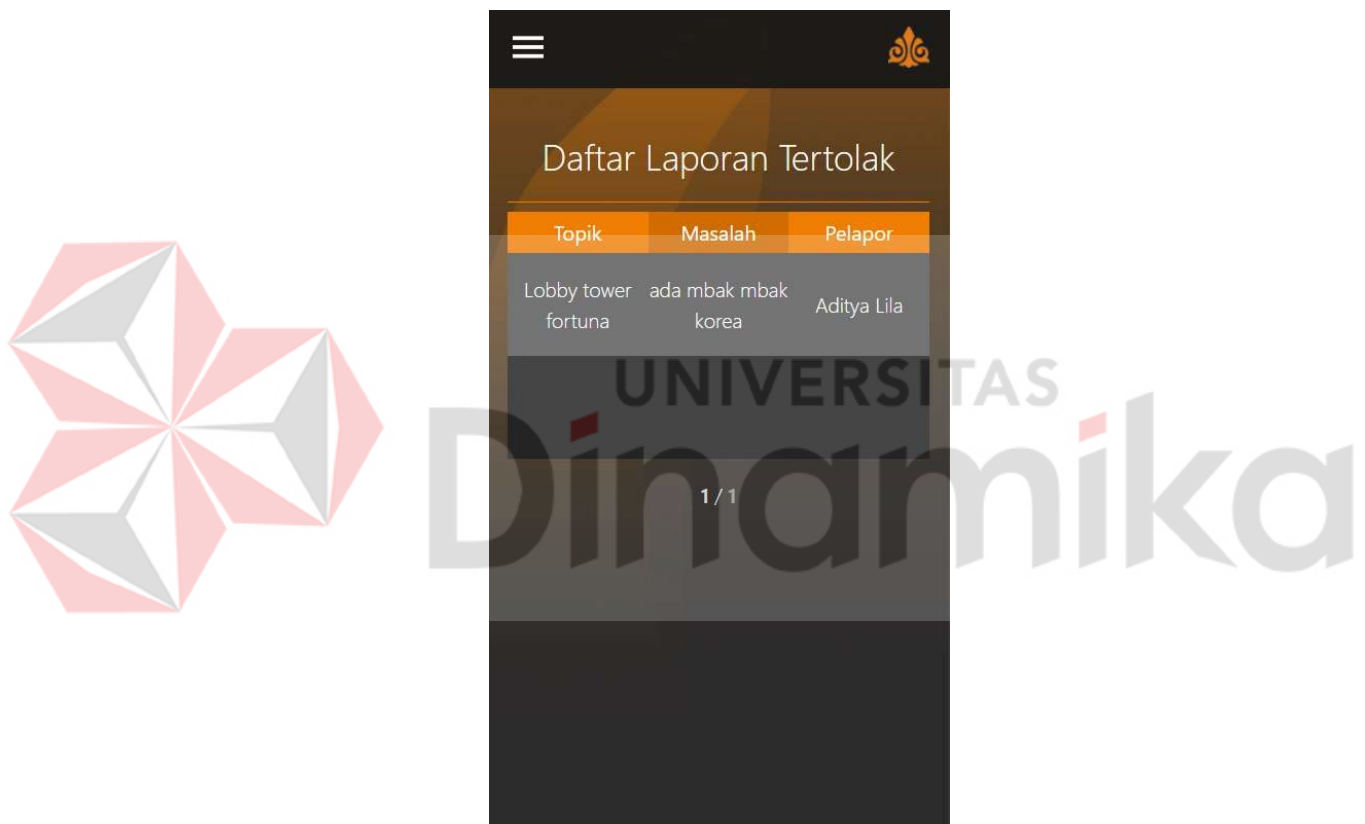 Daftar Laporan Tertolak
Topik Masalah Pelapor
Lobby tower fortuna ada mbak mbak korea Aditya Lila
UNIVERSITAS
Dinamika
1 / 1